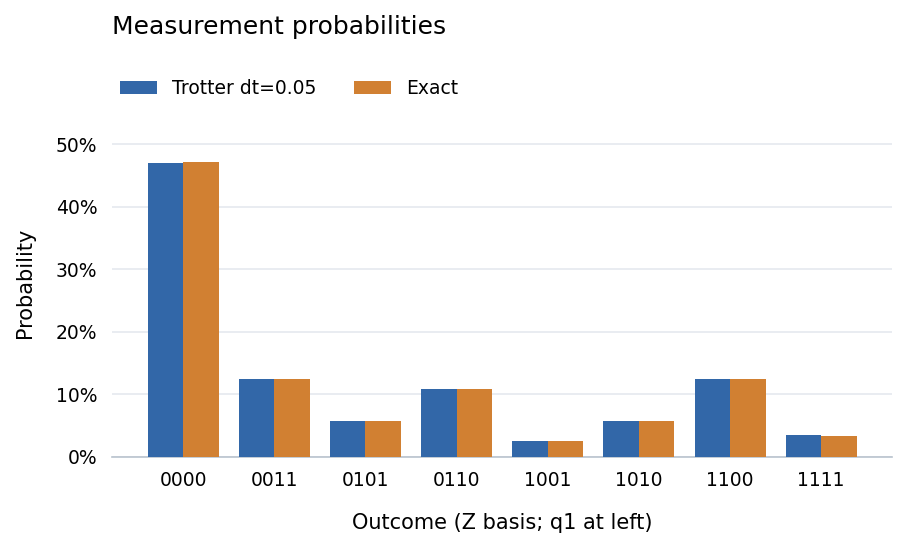 Measurement probabilities
Trotter dt=0.05 Exact
50%
40%
30%
20%
10%
0%
Probability
0000 0011 0101 0110 1001 1010 1100 1111
Outcome (Z basis; q1 at left)